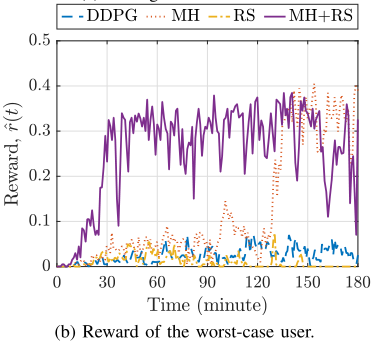 DDPG MH RS MH+RS
0.5
0.4
0.3
0.2
0.1
0
Reward, r̂(t)
0 30 60 90 120 150 180
Time (minute)
(b) Reward of the worst-case user.